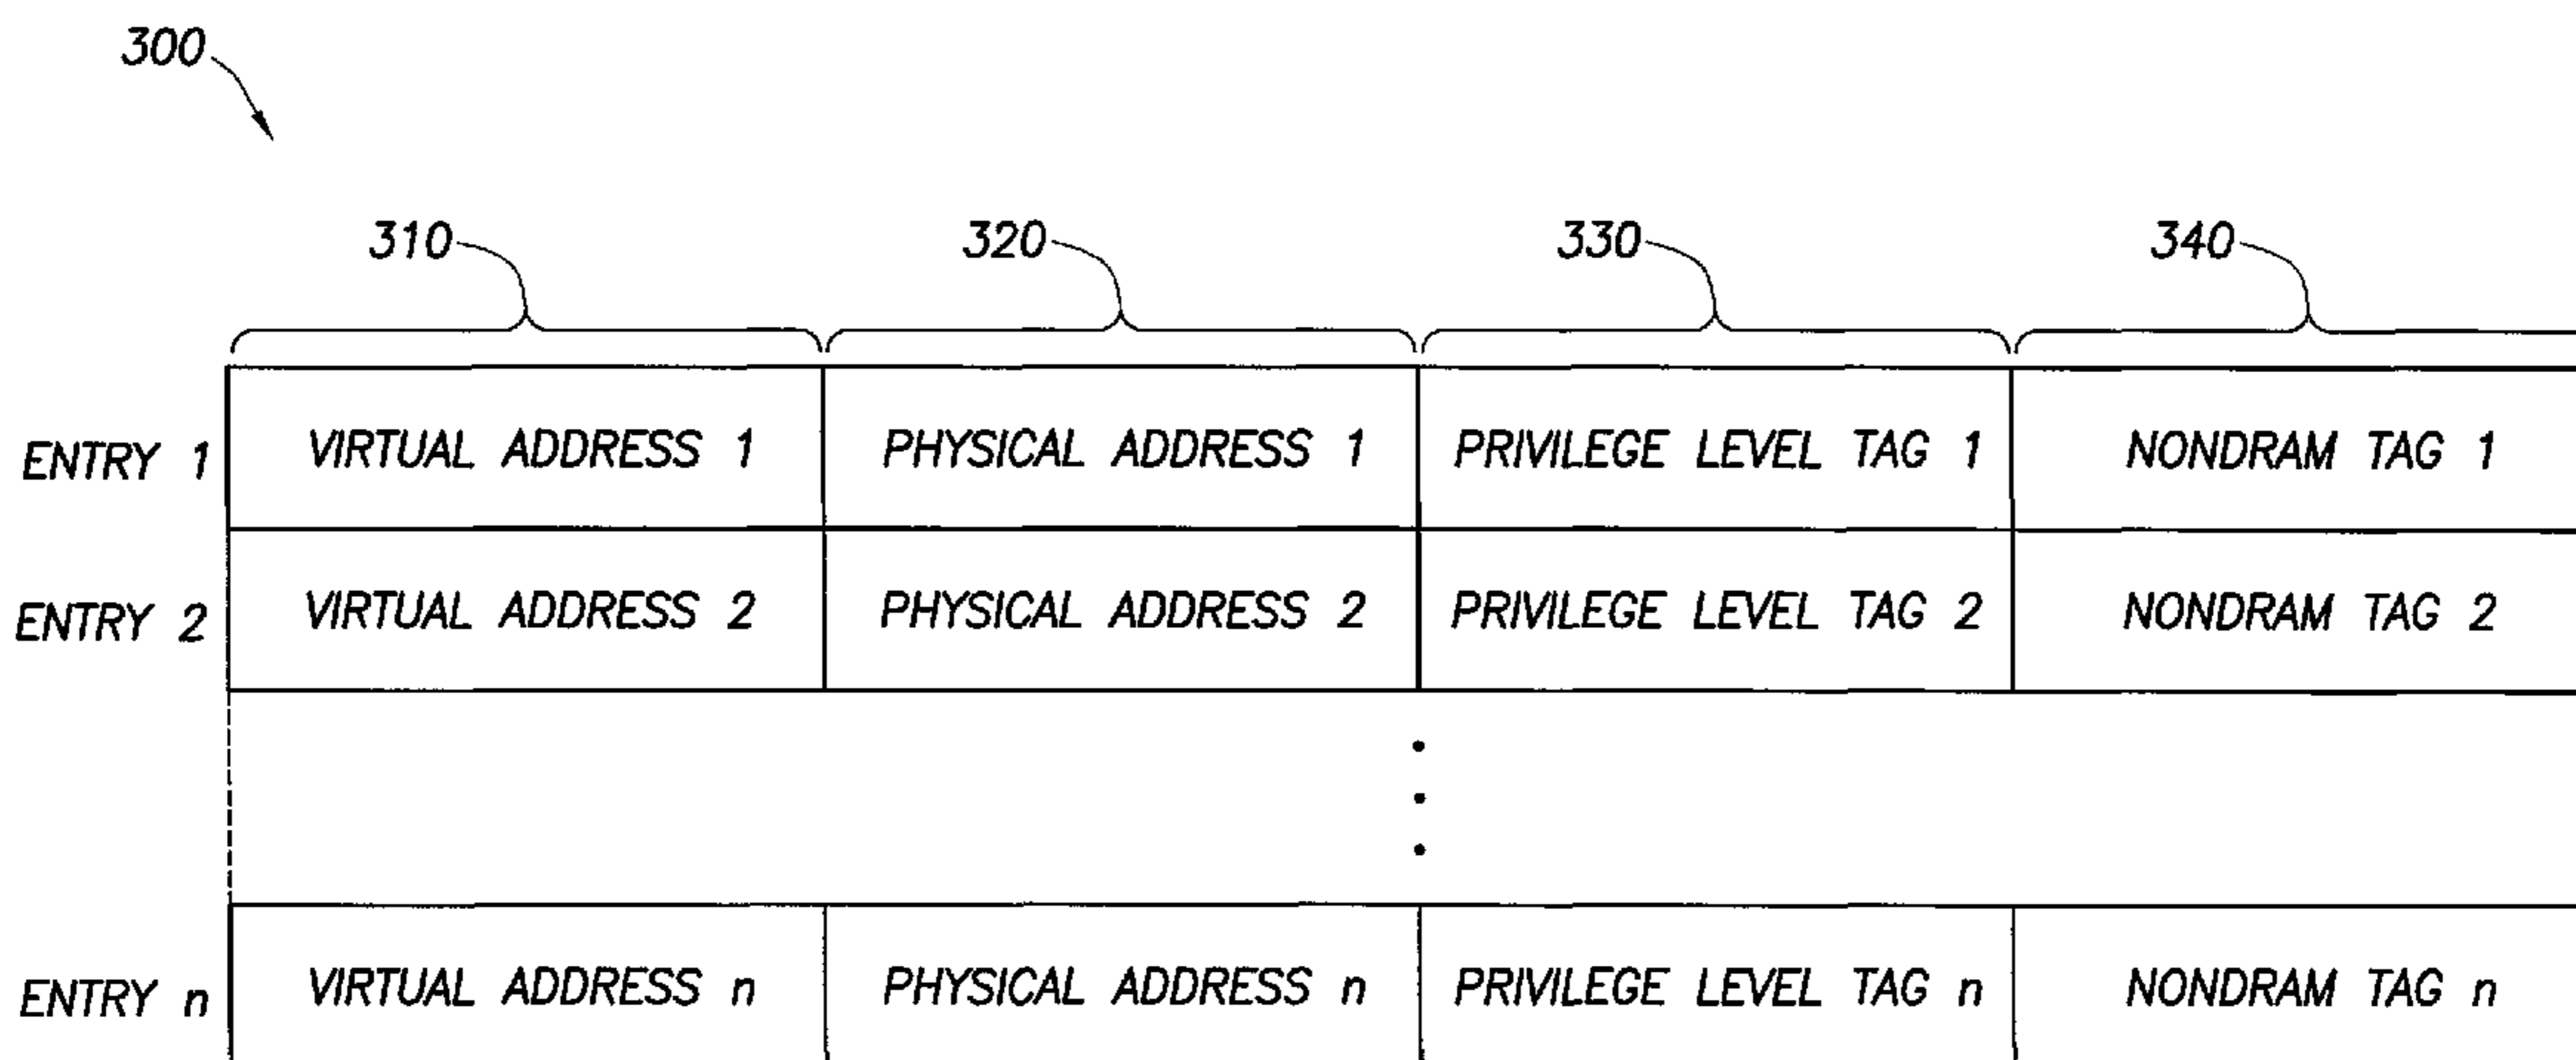 300
310 320 330 340
ENTRY 1 VIRTUAL ADDRESS 1 PHYSICAL ADDRESS 1 PRIVILEGE LEVEL TAG 1 NONDRAM TAG 1
ENTRY 2 VIRTUAL ADDRESS 2 PHYSICAL ADDRESS 2 PRIVILEGE LEVEL TAG 2 NONDRAM TAG 2
ENTRY n VIRTUAL ADDRESS n PHYSICAL ADDRESS n PRIVILEGE LEVEL TAG n NONDRAM TAG n